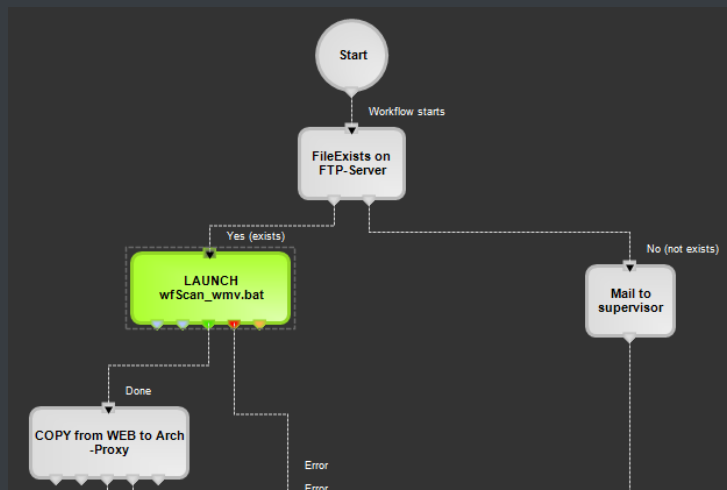 Start
Workflow starts
FileExists on
FTP-Server
Yes (exists)
No (not exists)
LAUNCH
wfScan_wmv.bat
Mail to
supervisor
Done
COPY from WEB to Arch
-Proxy
Error
Error